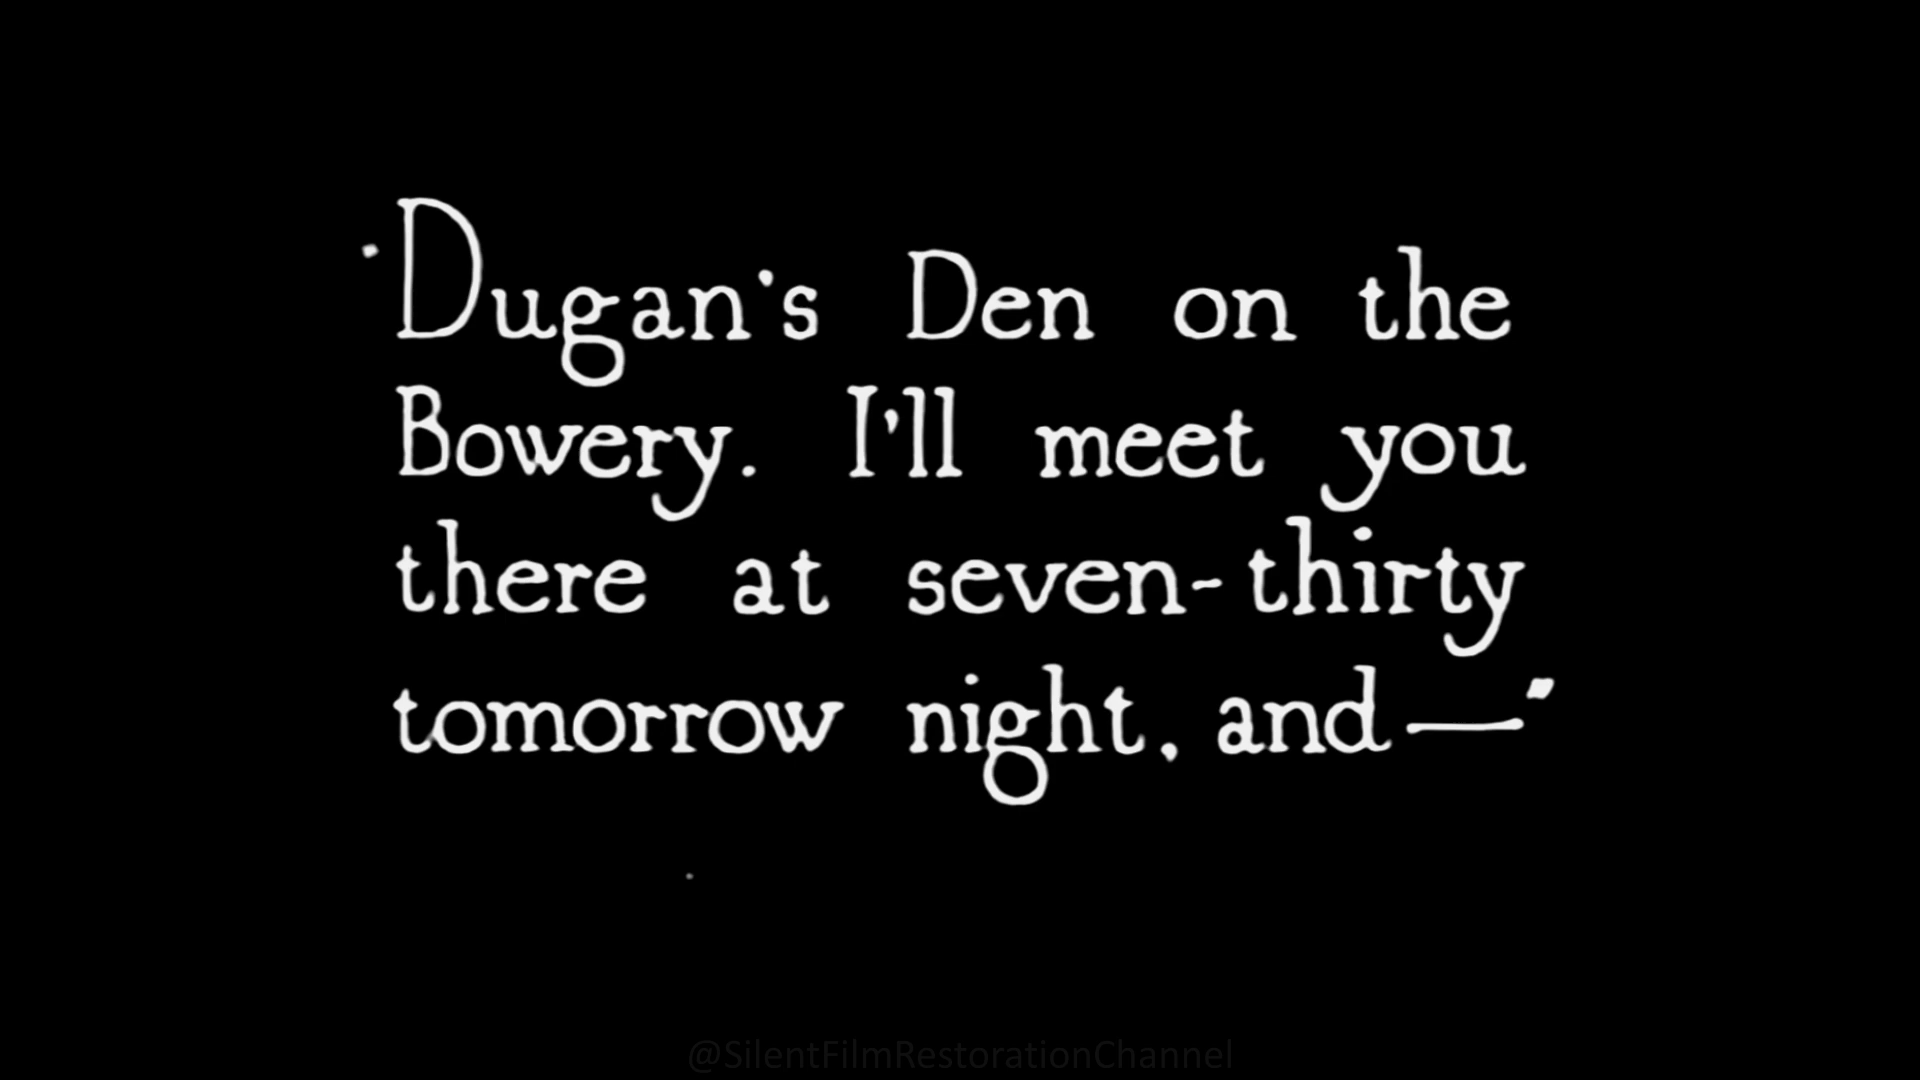 "Dugan's Den on the
Bowery. I'll meet you
there at seven-thirty
tomorrow night, and—"
@SilentFilmRestorationChannel